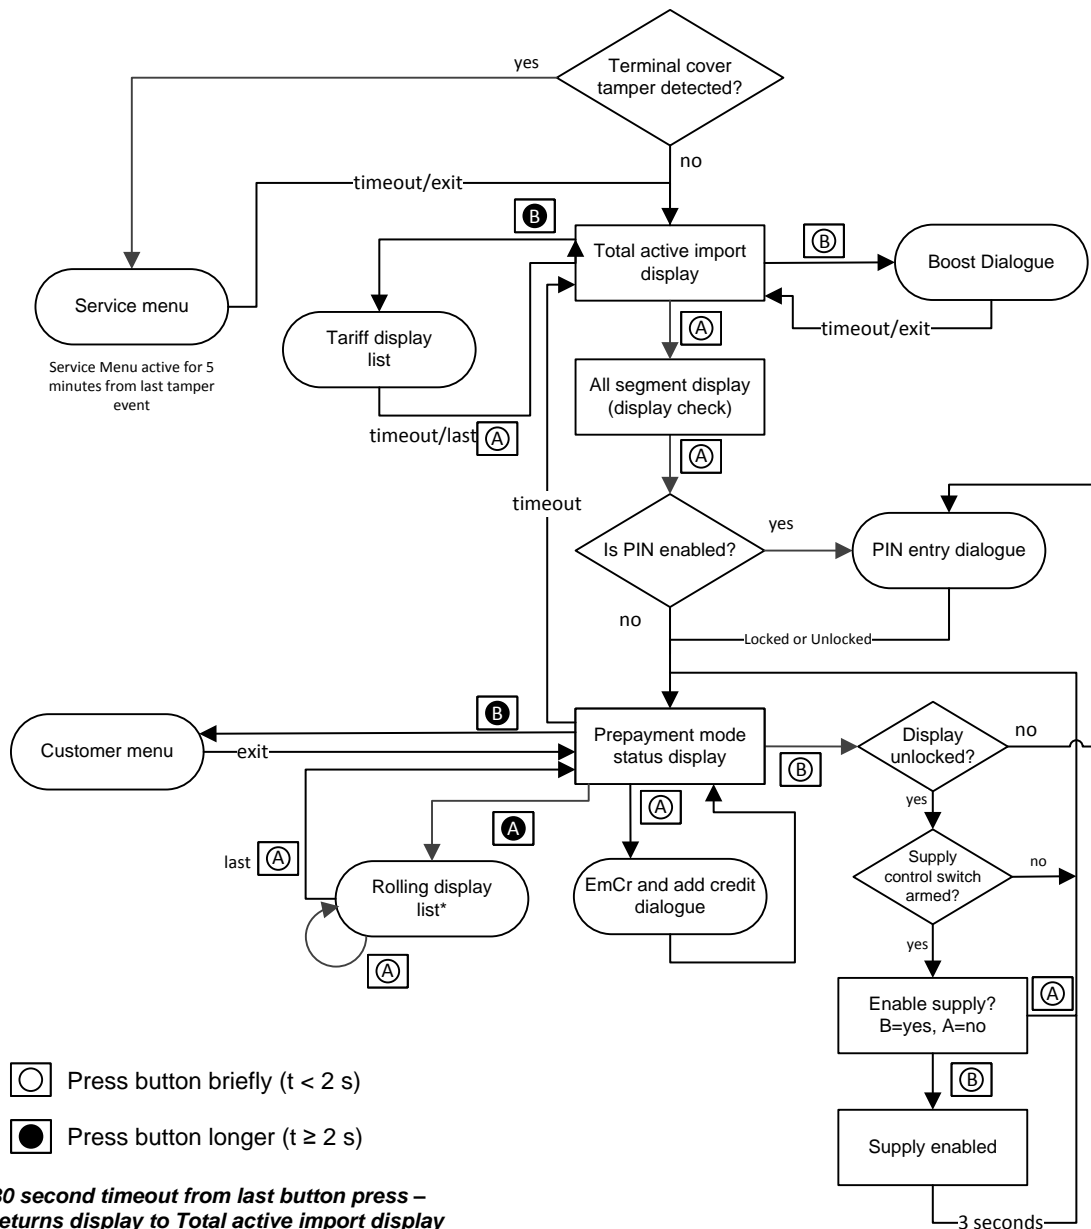 yes
Terminal cover
tamper detected?
no
timeout/exit
B
Total active import
display
B
Boost Dialogue
Service menu
Tariff display
list
A
timeout/exit
Service Menu active for 5
minutes from last tamper
event
All segment display
(display check)
timeout/last
A
A
timeout
Is PIN enabled?
yes
PIN entry dialogue
no
Locked or Unlocked
B
Customer menu
exit
Prepayment mode
status display
B
Display
unlocked?
no
yes
A
A
last
A
Rolling display
list*
A
EmCr and add credit
dialogue
Supply
control switch
armed?
no
yes
Enable supply?
B=yes, A=no
A
B
Supply enabled
3 seconds
Press button briefly (t < 2 s)
Press button longer (t ≥ 2 s)
30 second timeout from last button press –
returns display to Total active import display